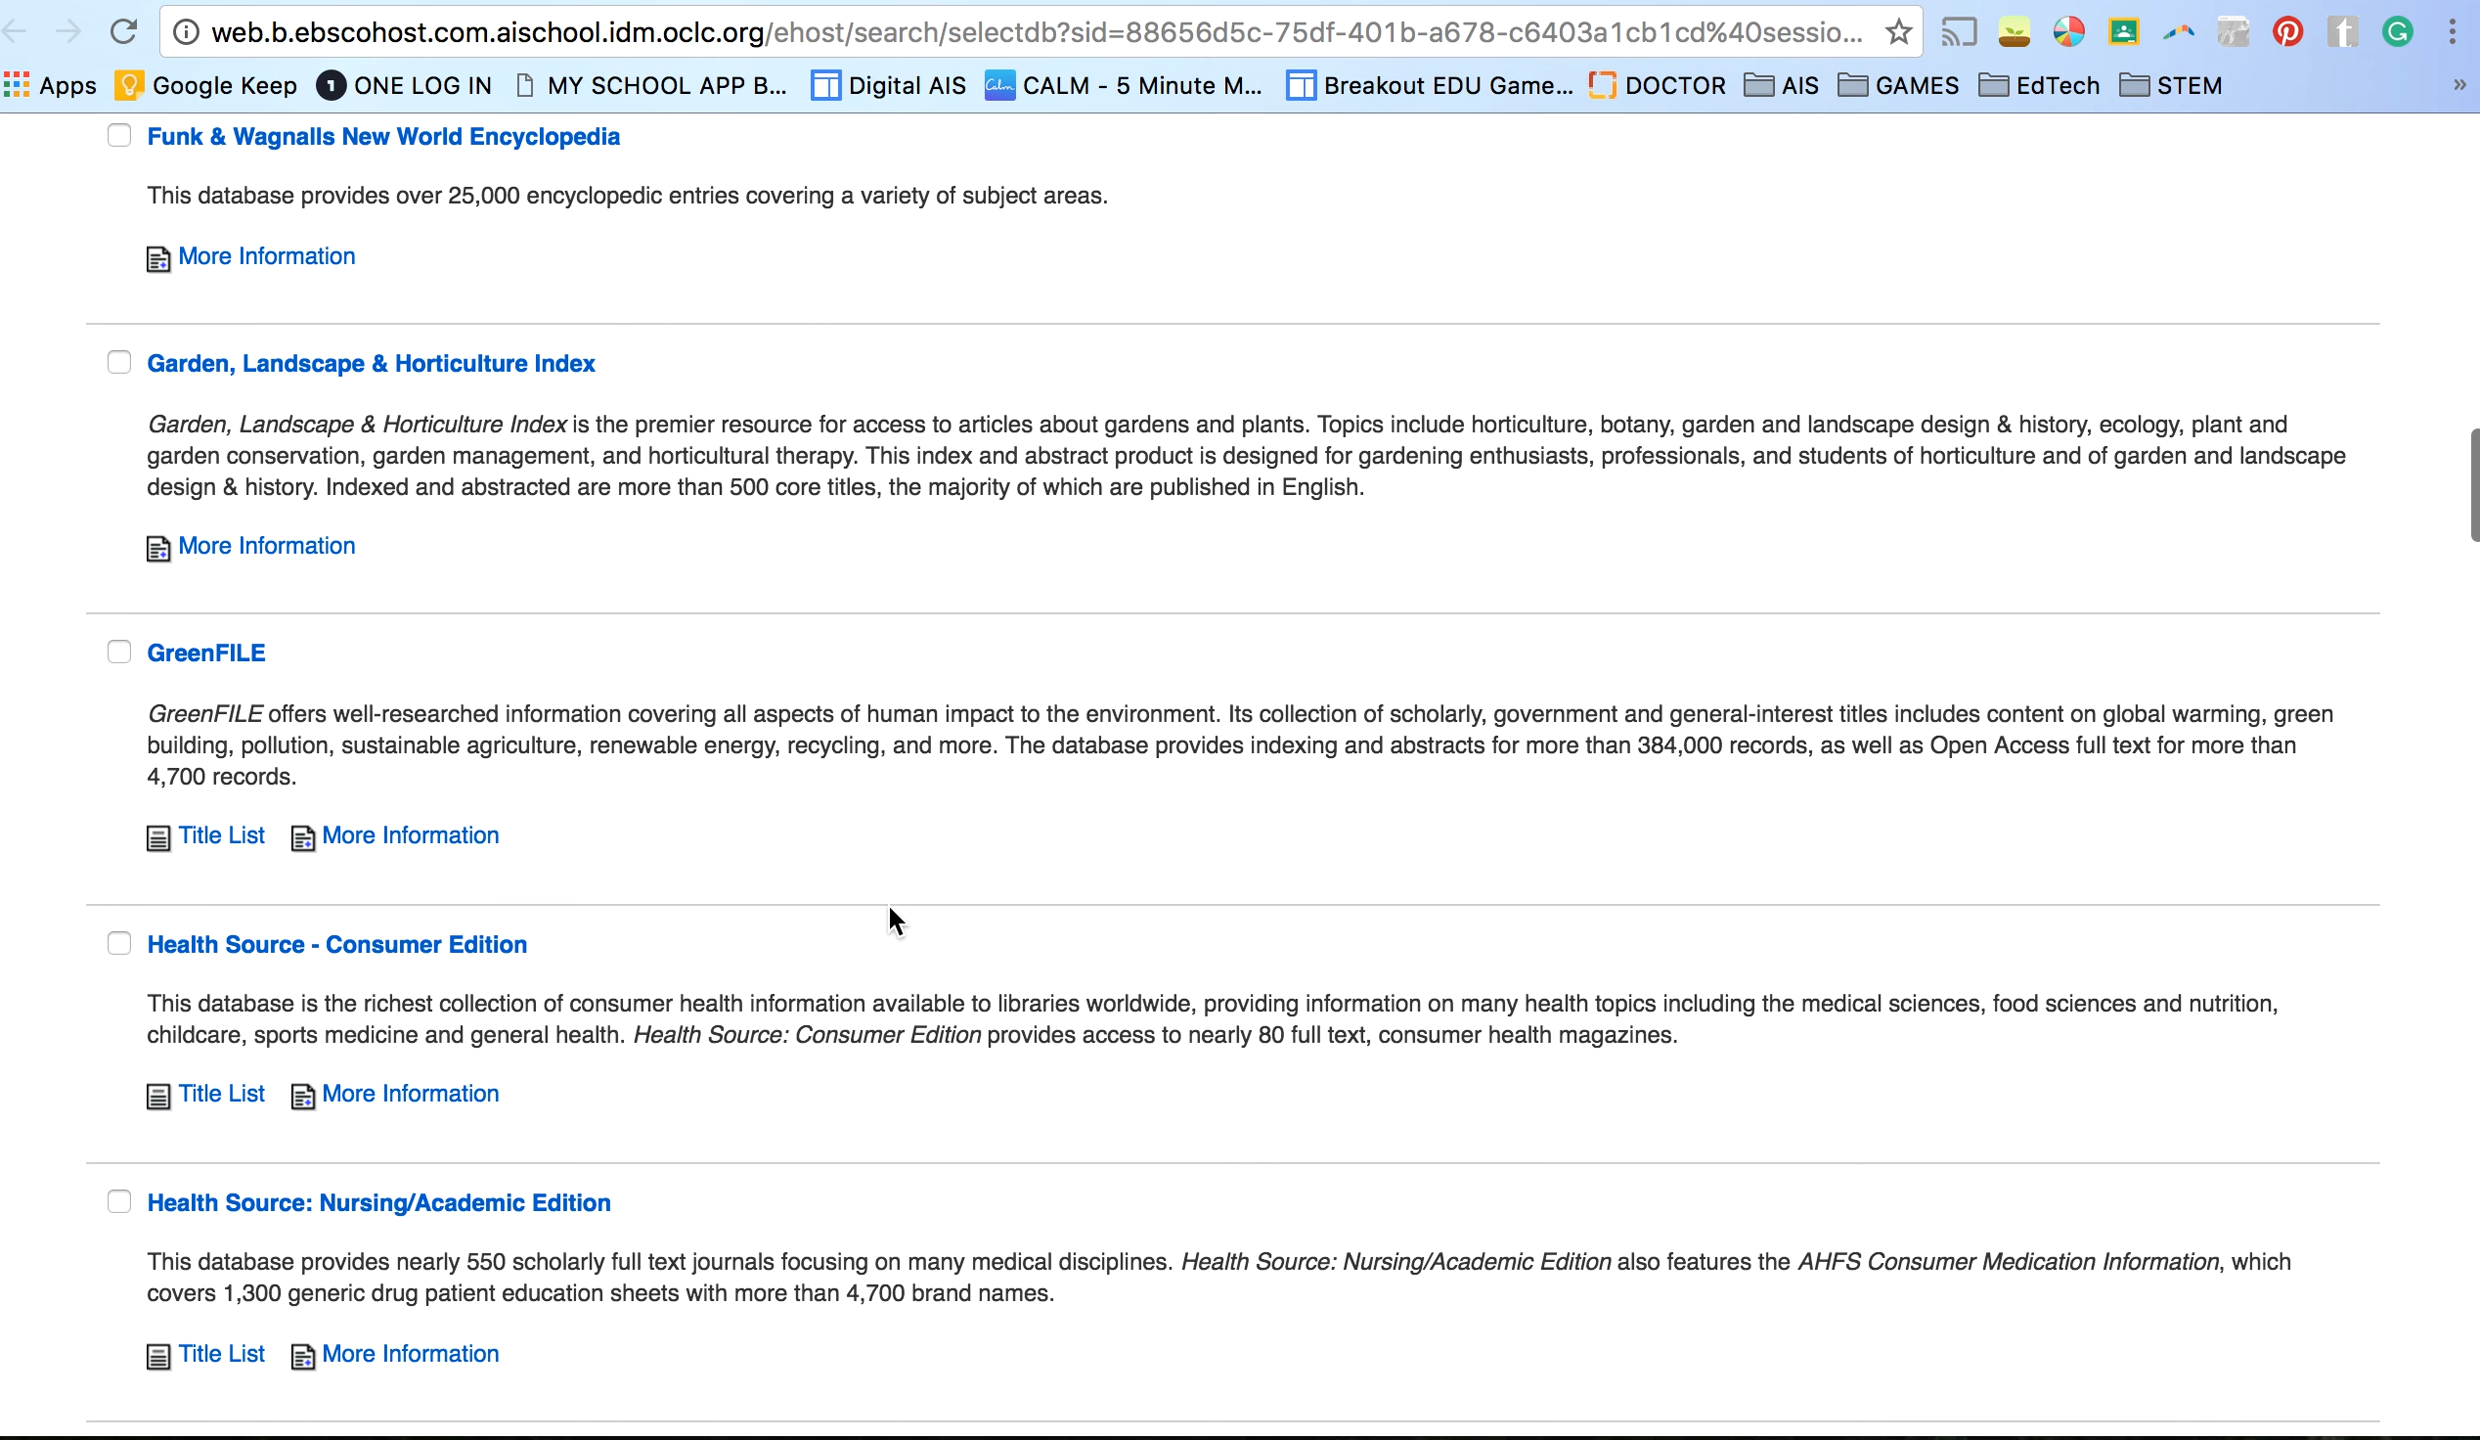 web.b.ebscohost.com.aischool.idm.oclc.org/ehost/search/selectdb?sid=88656d5c-75df-401b-a678-c6403a1cb1cd%40sessio...
Apps Google Keep 1 ONE LOG IN MY SCHOOL APP B... Digital AIS Calm CALM - 5 Minute M... Breakout EDU Game... DOCTOR AIS GAMES EdTech STEM »
Funk & Wagnalls New World Encyclopedia
This database provides over 25,000 encyclopedic entries covering a variety of subject areas.
More Information
Garden, Landscape & Horticulture Index
Garden, Landscape & Horticulture Index is the premier resource for access to articles about gardens and plants. Topics include horticulture, botany, garden and landscape design & history, ecology, plant and
garden conservation, garden management, and horticultural therapy. This index and abstract product is designed for gardening enthusiasts, professionals, and students of horticulture and of garden and landscape
design & history. Indexed and abstracted are more than 500 core titles, the majority of which are published in English.
More Information
GreenFILE
GreenFILE offers well-researched information covering all aspects of human impact to the environment. Its collection of scholarly, government and general-interest titles includes content on global warming, green
building, pollution, sustainable agriculture, renewable energy, recycling, and more. The database provides indexing and abstracts for more than 384,000 records, as well as Open Access full text for more than
4,700 records.
Title List More Information
Health Source - Consumer Edition
This database is the richest collection of consumer health information available to libraries worldwide, providing information on many health topics including the medical sciences, food sciences and nutrition,
childcare, sports medicine and general health. Health Source: Consumer Edition provides access to nearly 80 full text, consumer health magazines.
Title List More Information
Health Source: Nursing/Academic Edition
This database provides nearly 550 scholarly full text journals focusing on many medical disciplines. Health Source: Nursing/Academic Edition also features the AHFS Consumer Medication Information, which
covers 1,300 generic drug patient education sheets with more than 4,700 brand names.
Title List More Information